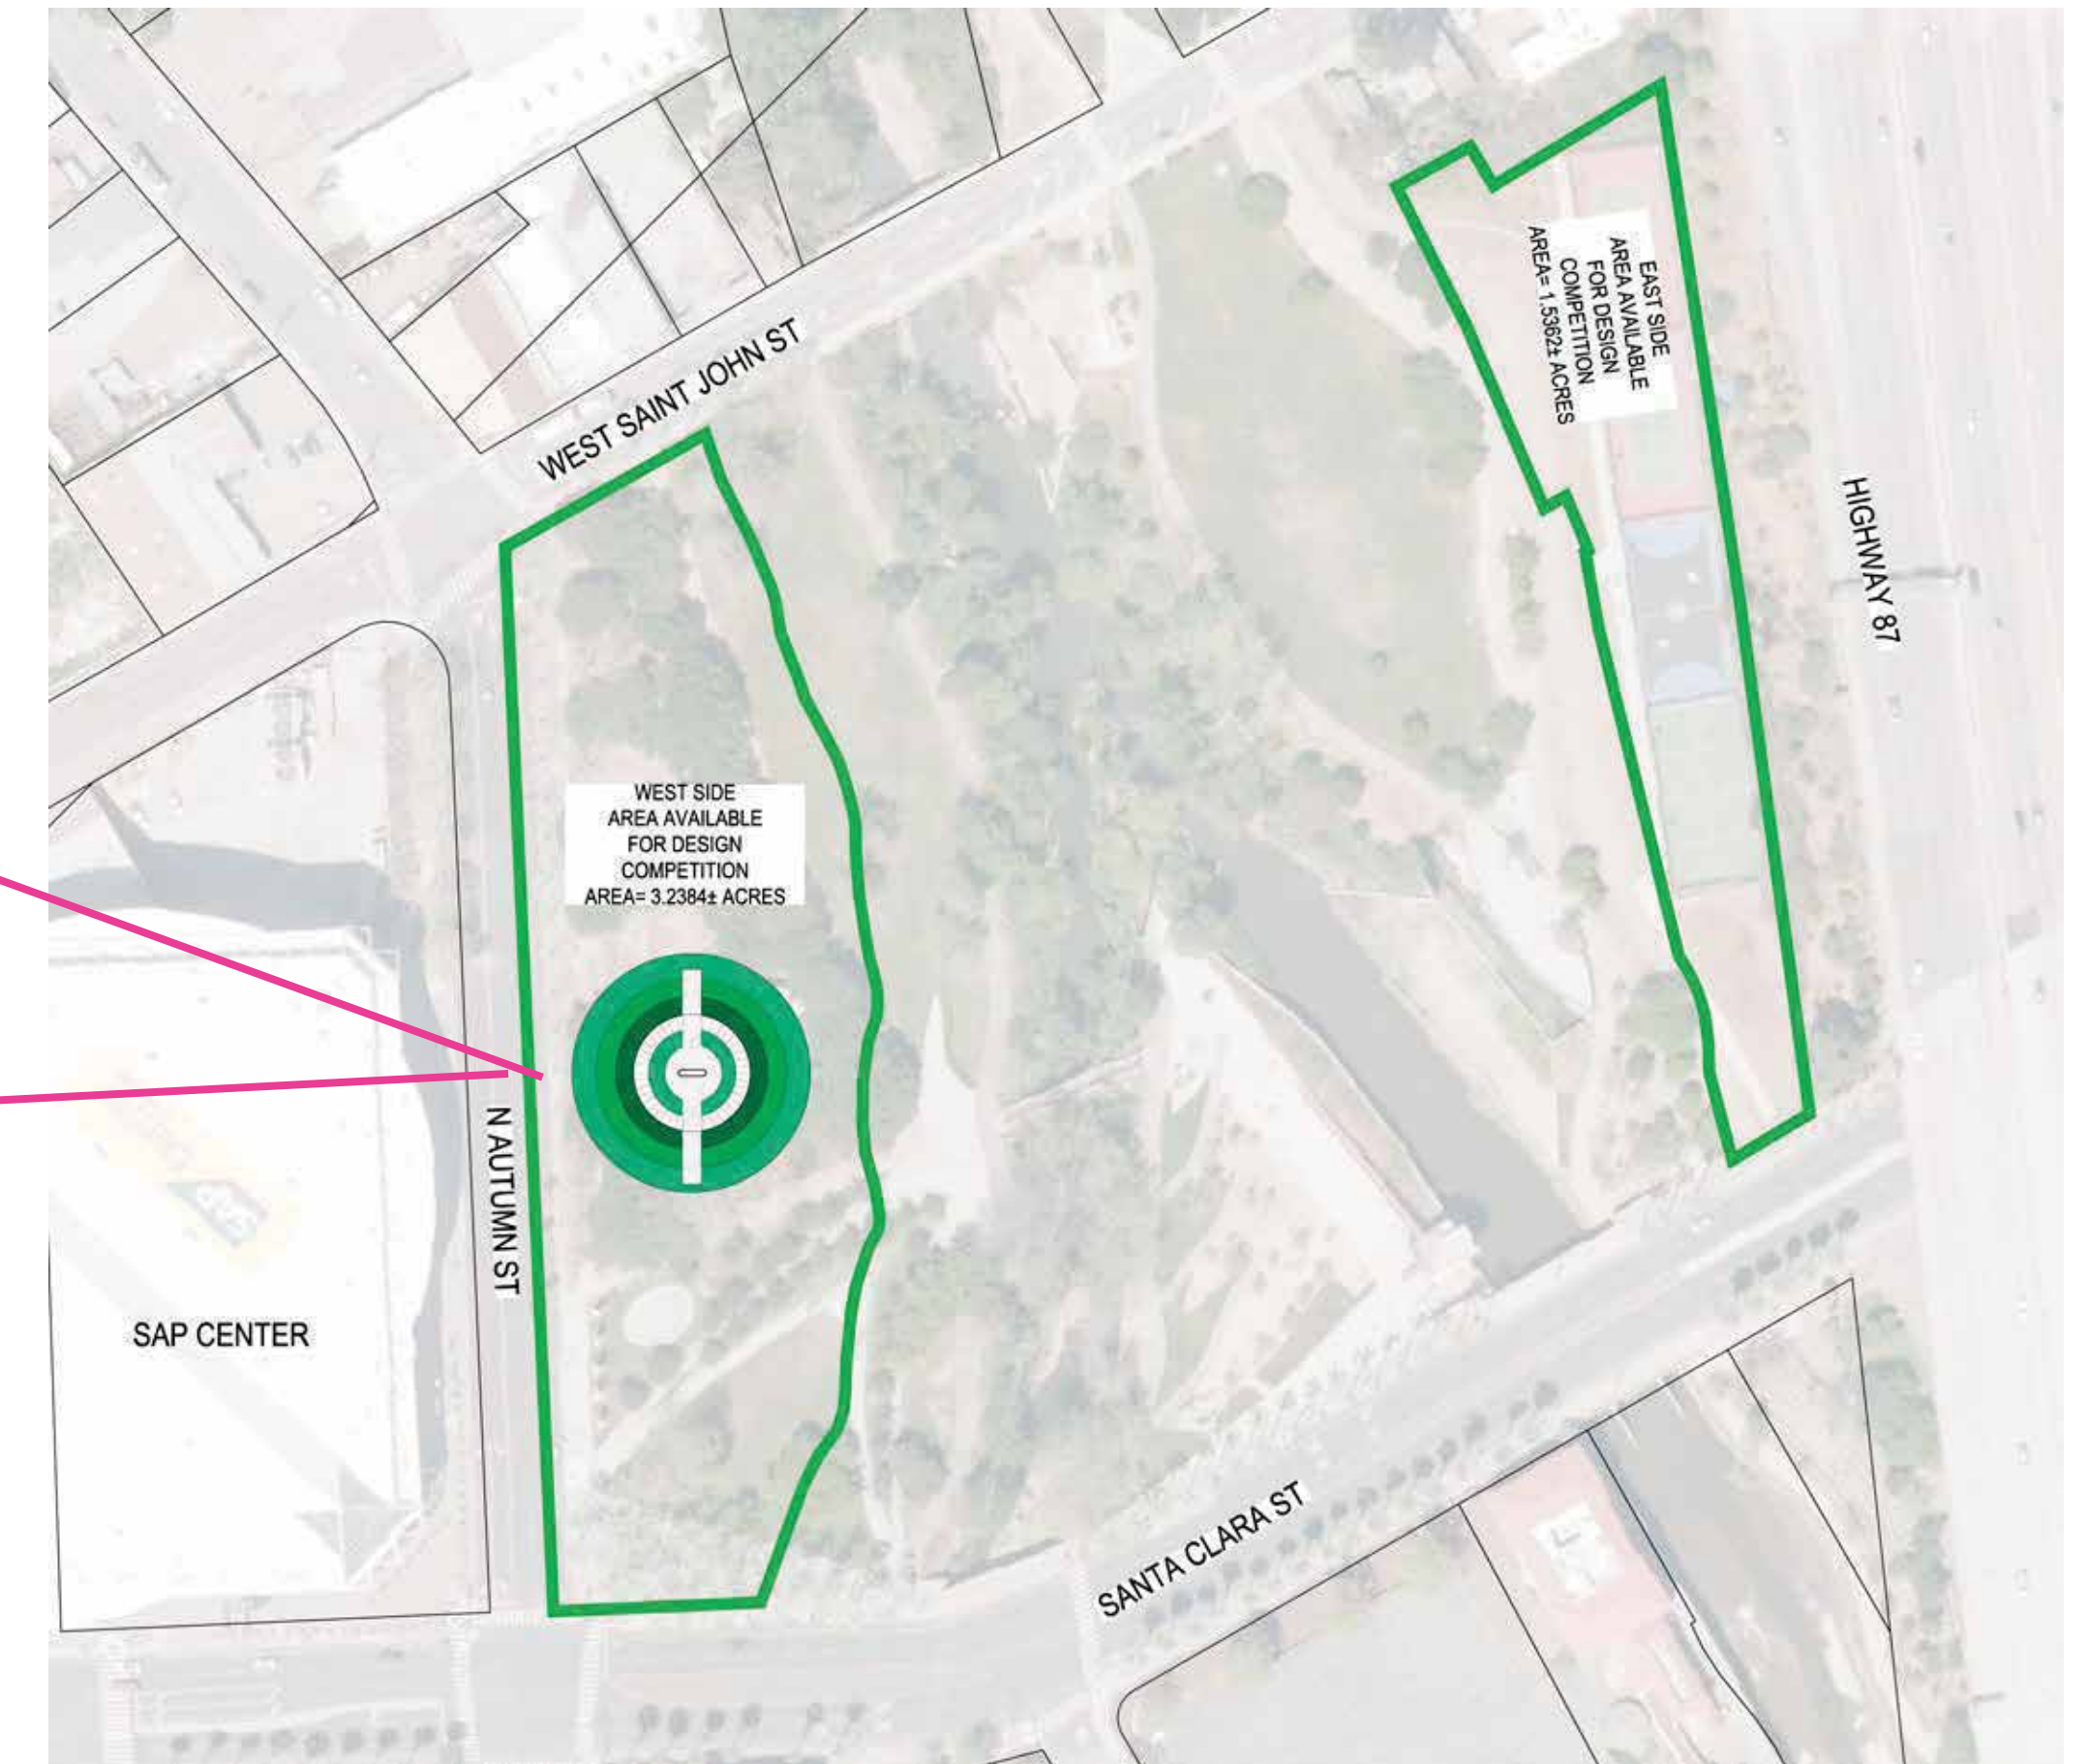 WEST SAINT JOHN ST
EAST SIDE
AREA AVAILABLE
FOR DESIGN
COMPETITION
AREA= 1.5362± ACRES
HIGHWAY 87
WEST SIDE
AREA AVAILABLE
FOR DESIGN
COMPETITION
AREA= 3.2384± ACRES
N AUTUMN ST
SAP
SAP CENTER
SANTA CLARA ST